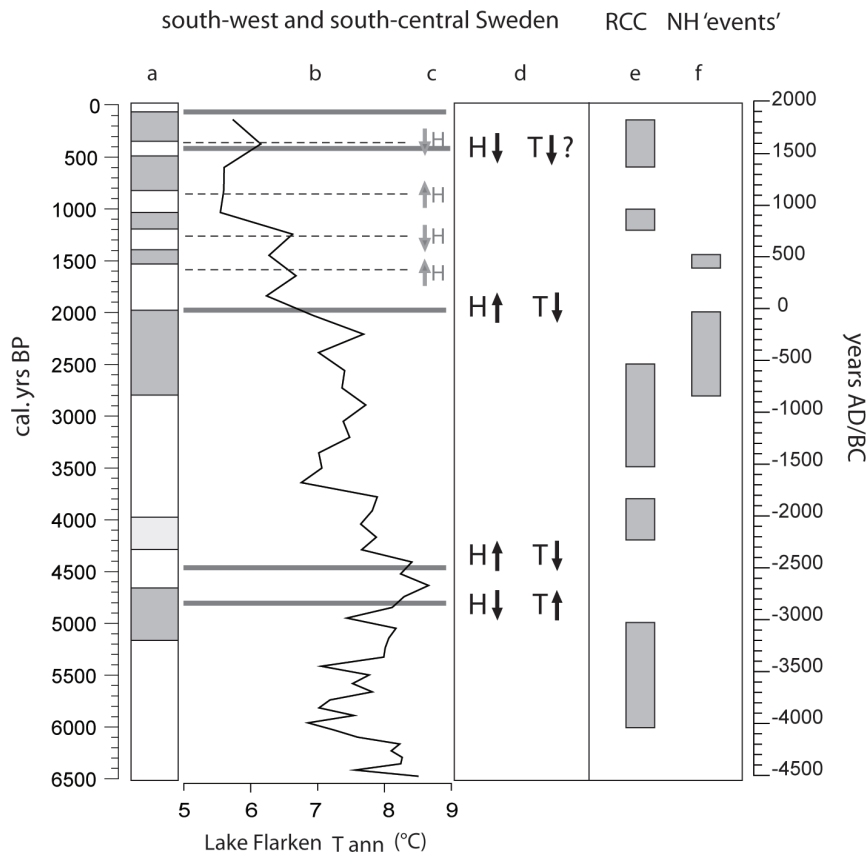 south-west and south-central Sweden RCC NH 'events'
a b c d e f
0 2000
H
500 H T ? 1500
H
1000 1000
H
1500 H 500
2000 H T 0
2500 -500
3000 -1000
3500 -1500
4000 -2000
4500 H T -2500
5000 H T -3000
5500 -3500
6000 -4000
6500 -4500
cal. yrs BP
years AD/BC
5 6 7 8 9
Lake Flarken T ann (°C)